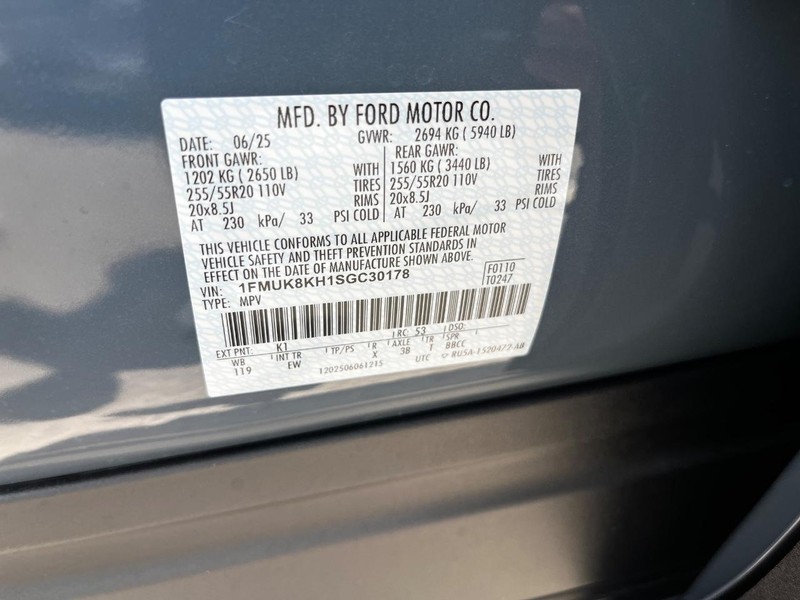 MFD. BY FORD MOTOR CO.
DATE: 06/25 GVWR: 2694 KG ( 5940 LB)
FRONT GAWR: REAR GAWR:
1202 KG ( 2650 LB) WITH 1560 KG ( 3440 LB) WITH
255/55R20 110V TIRES 255/55R20 110V TIRES
20x8.5J RIMS 20x8.5J RIMS
AT 230 kPa/ 33 PSI COLD AT 230 kPa/ 33 PSI COLD
THIS VEHICLE CONFORMS TO ALL APPLICABLE FEDERAL MOTOR
VEHICLE SAFETY AND THEFT PREVENTION STANDARDS IN
EFFECT ON THE DATE OF MANUFACTURE SHOWN ABOVE.
VIN: 1FMUK8KH1SGC30178 F0110
TYPE: MPV T0247
EXT PNT: K1 RC 53 DSO
WB INT TR TP/PS R AXLE TR SPR
119 EW X 3B T BBCC
1202506061215 UTC RUSA-1520472-AB